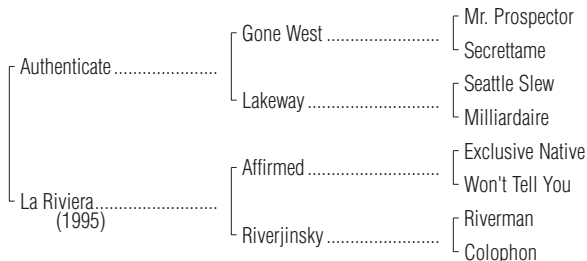 Mr. Prospector
Gone West ........................................
Secrettame
Authenticate .....................................
Seattle Slew
Lakeway ...........................................
Milliardaire
Exclusive Native
Affirmed ............................................
Won't Tell You
La Riviera..........................................
(1995)
Riverman
Riverjinsky ........................................
Colophon